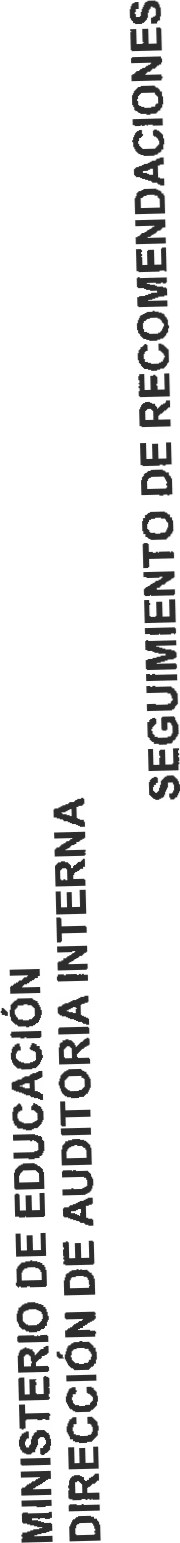 MINISTERIO DE EDUCACIÓN
DIRECCIÓN DE AUDITORIA INTERNA
SEGUIMIENTO DE RECOMENDACIONES